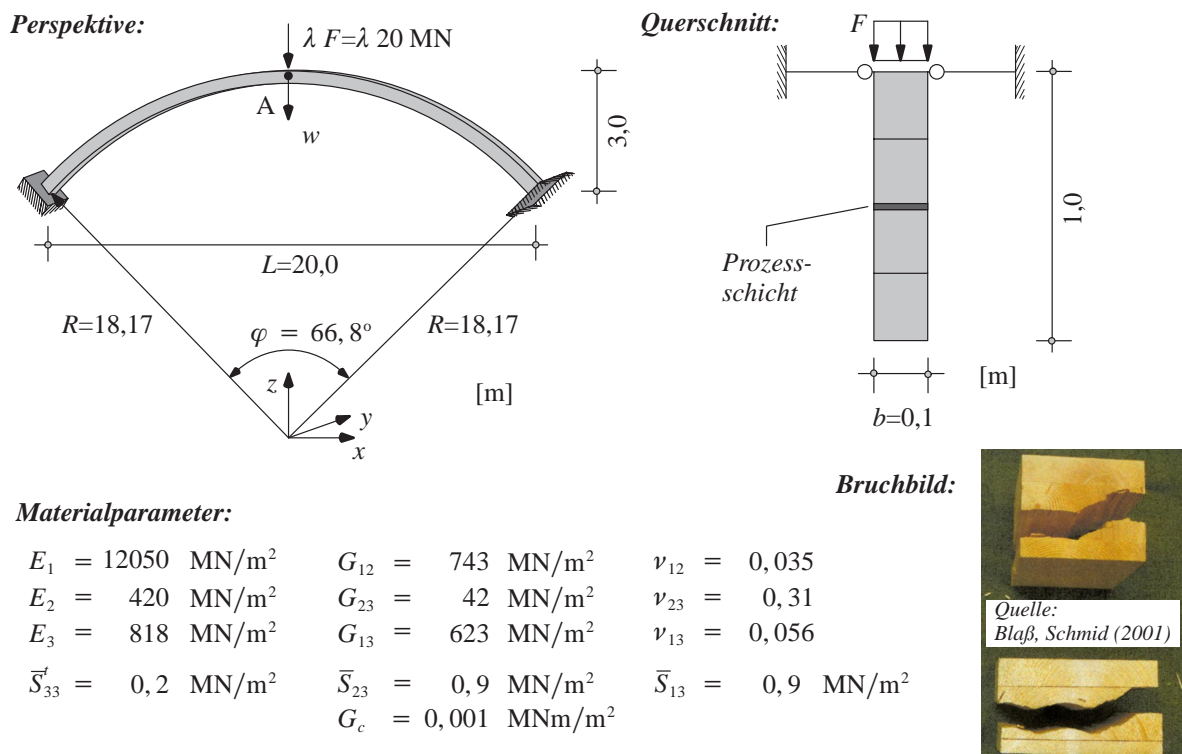 Perspektive:
λ F=λ 20 MN
A
w
3,0
L=20,0
R=18,17
R=18,17
φ = 66, 8°
z
y
x
[m]
Querschnitt:
F
Prozess-
schicht
1,0
[m]
b=0,1
Bruchbild:
Quelle:
Blaß, Schmid (2001)
Materialparameter:
E₁ = 12050 MN/m² G₁₂ = 743 MN/m² ν₁₂ = 0, 035
E₂ = 420 MN/m² G₂₃ = 42 MN/m² ν₂₃ = 0, 31
E₃ = 818 MN/m² G₁₃ = 623 MN/m² ν₁₃ = 0, 056
S̅ᵗ₃₃ = 0, 2 MN/m² S̅₂₃ = 0, 9 MN/m² S̅₁₃ = 0, 9 MN/m²
G_c = 0, 001 MNm/m²